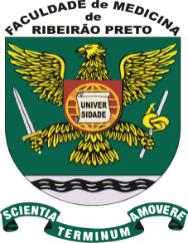 FACULDADE de MEDICINA
de
RIBEIRÃO PRETO
UNIVER
SIDADE
SCIENTIA TERMINUM AMOVERE